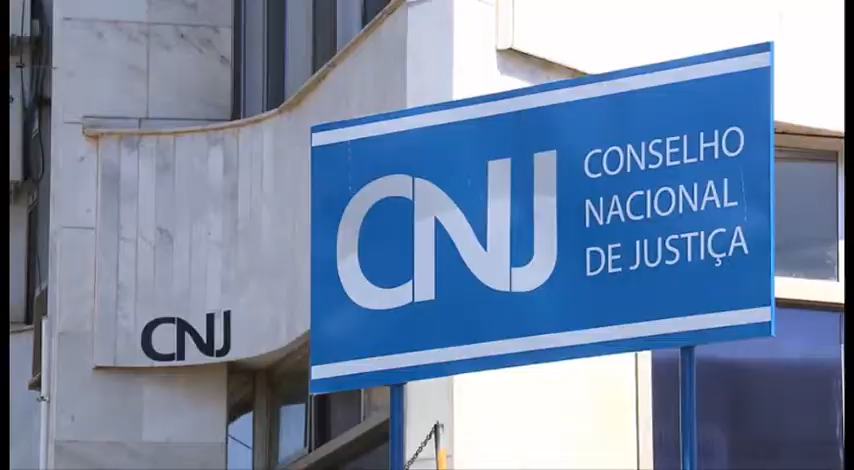 CNJ
CONSELHO
NACIONAL
DE JUSTIÇA
CNJ